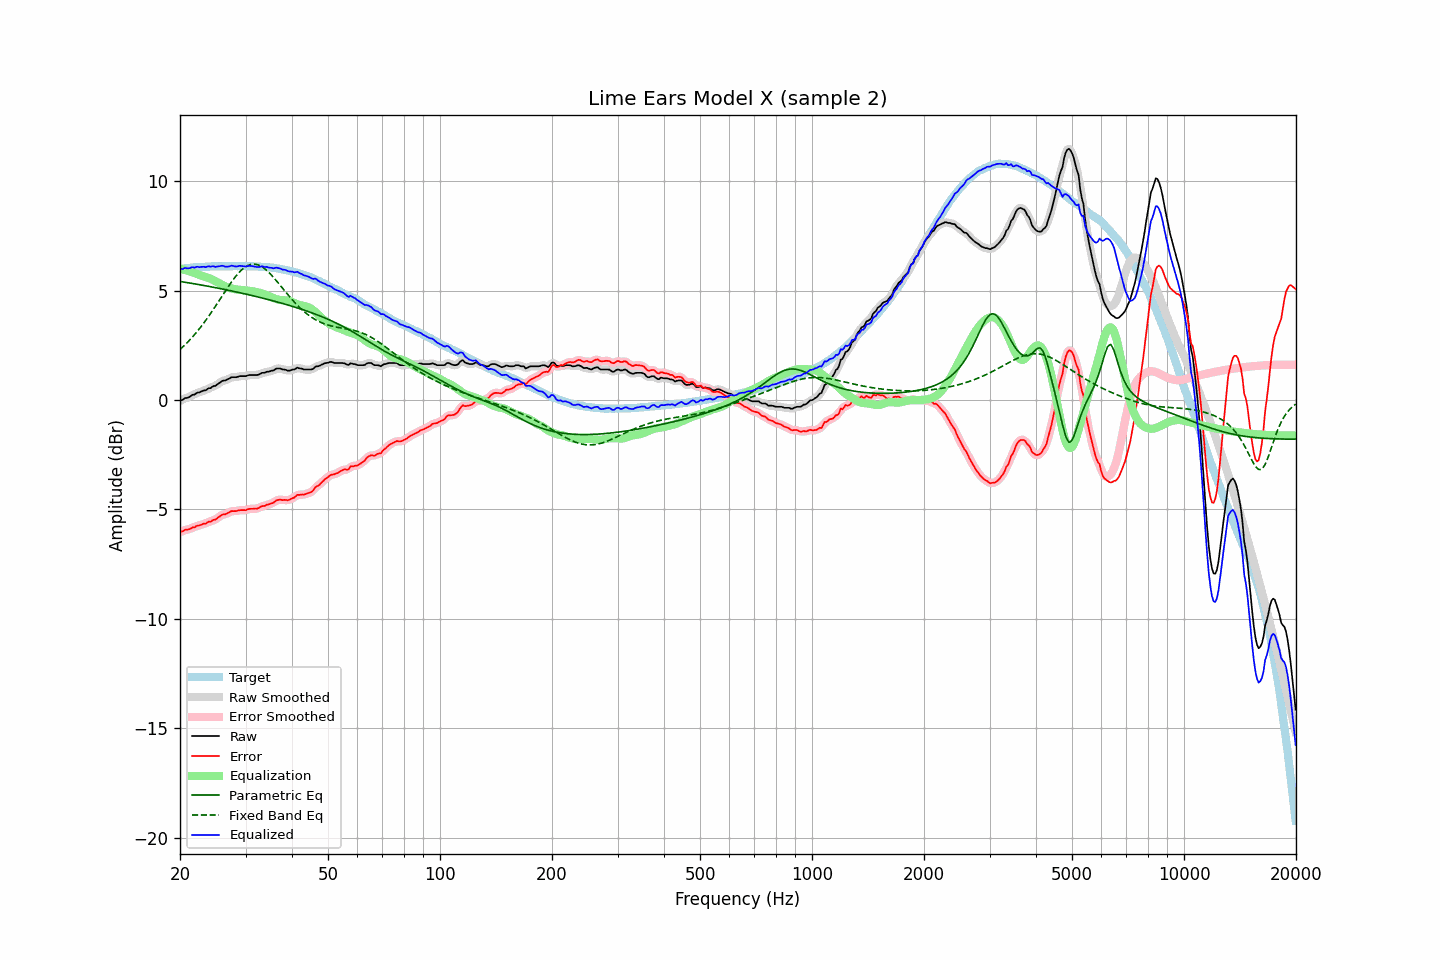 Lime Ears Model X (sample 2)
Amplitude (dBr)
10
5
0
−5
−10
−15
−20
Target
Raw Smoothed
Error Smoothed
Raw
Error
Equalization
Parametric Eq
Fixed Band Eq
Equalized
20 50 100 200 500 1000 2000 5000 10000 20000
Frequency (Hz)